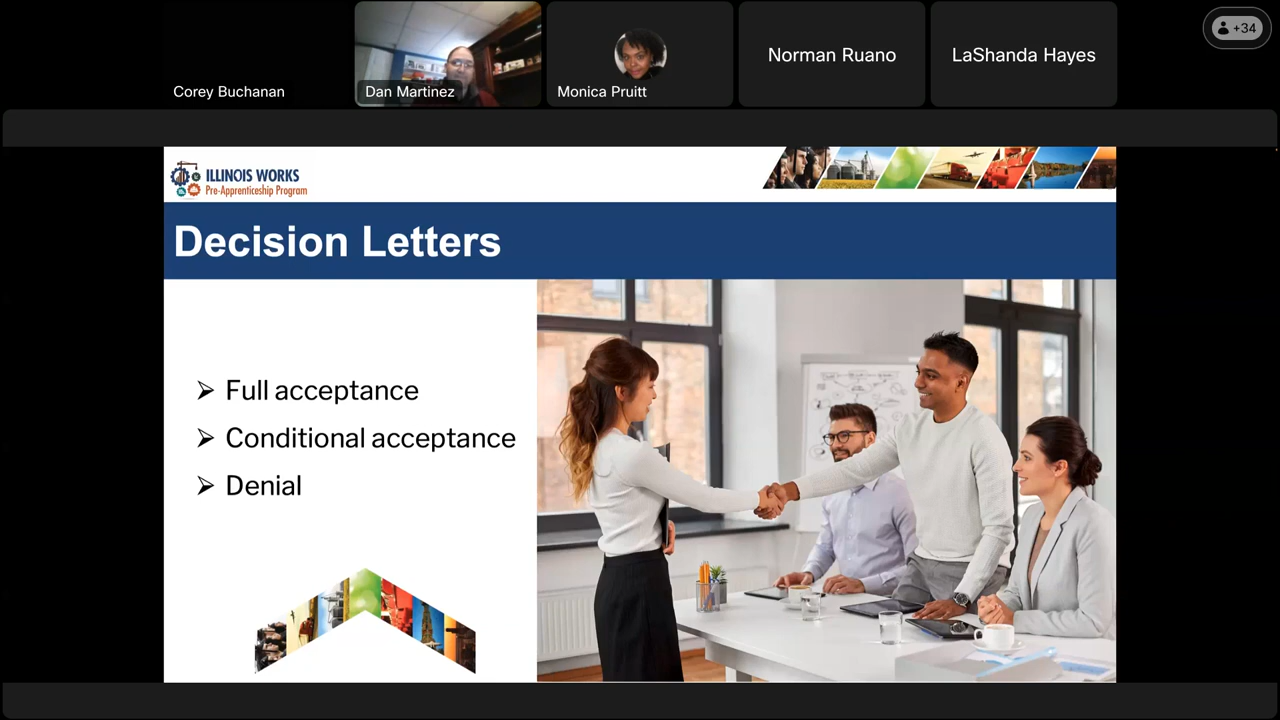 Corey Buchanan
Dan Martinez
Monica Pruitt
Norman Ruano
LaShanda Hayes
+34
ILLINOIS WORKS
Pre-Apprenticeship Program
Decision Letters
➢ Full acceptance
➢ Conditional acceptance
➢ Denial